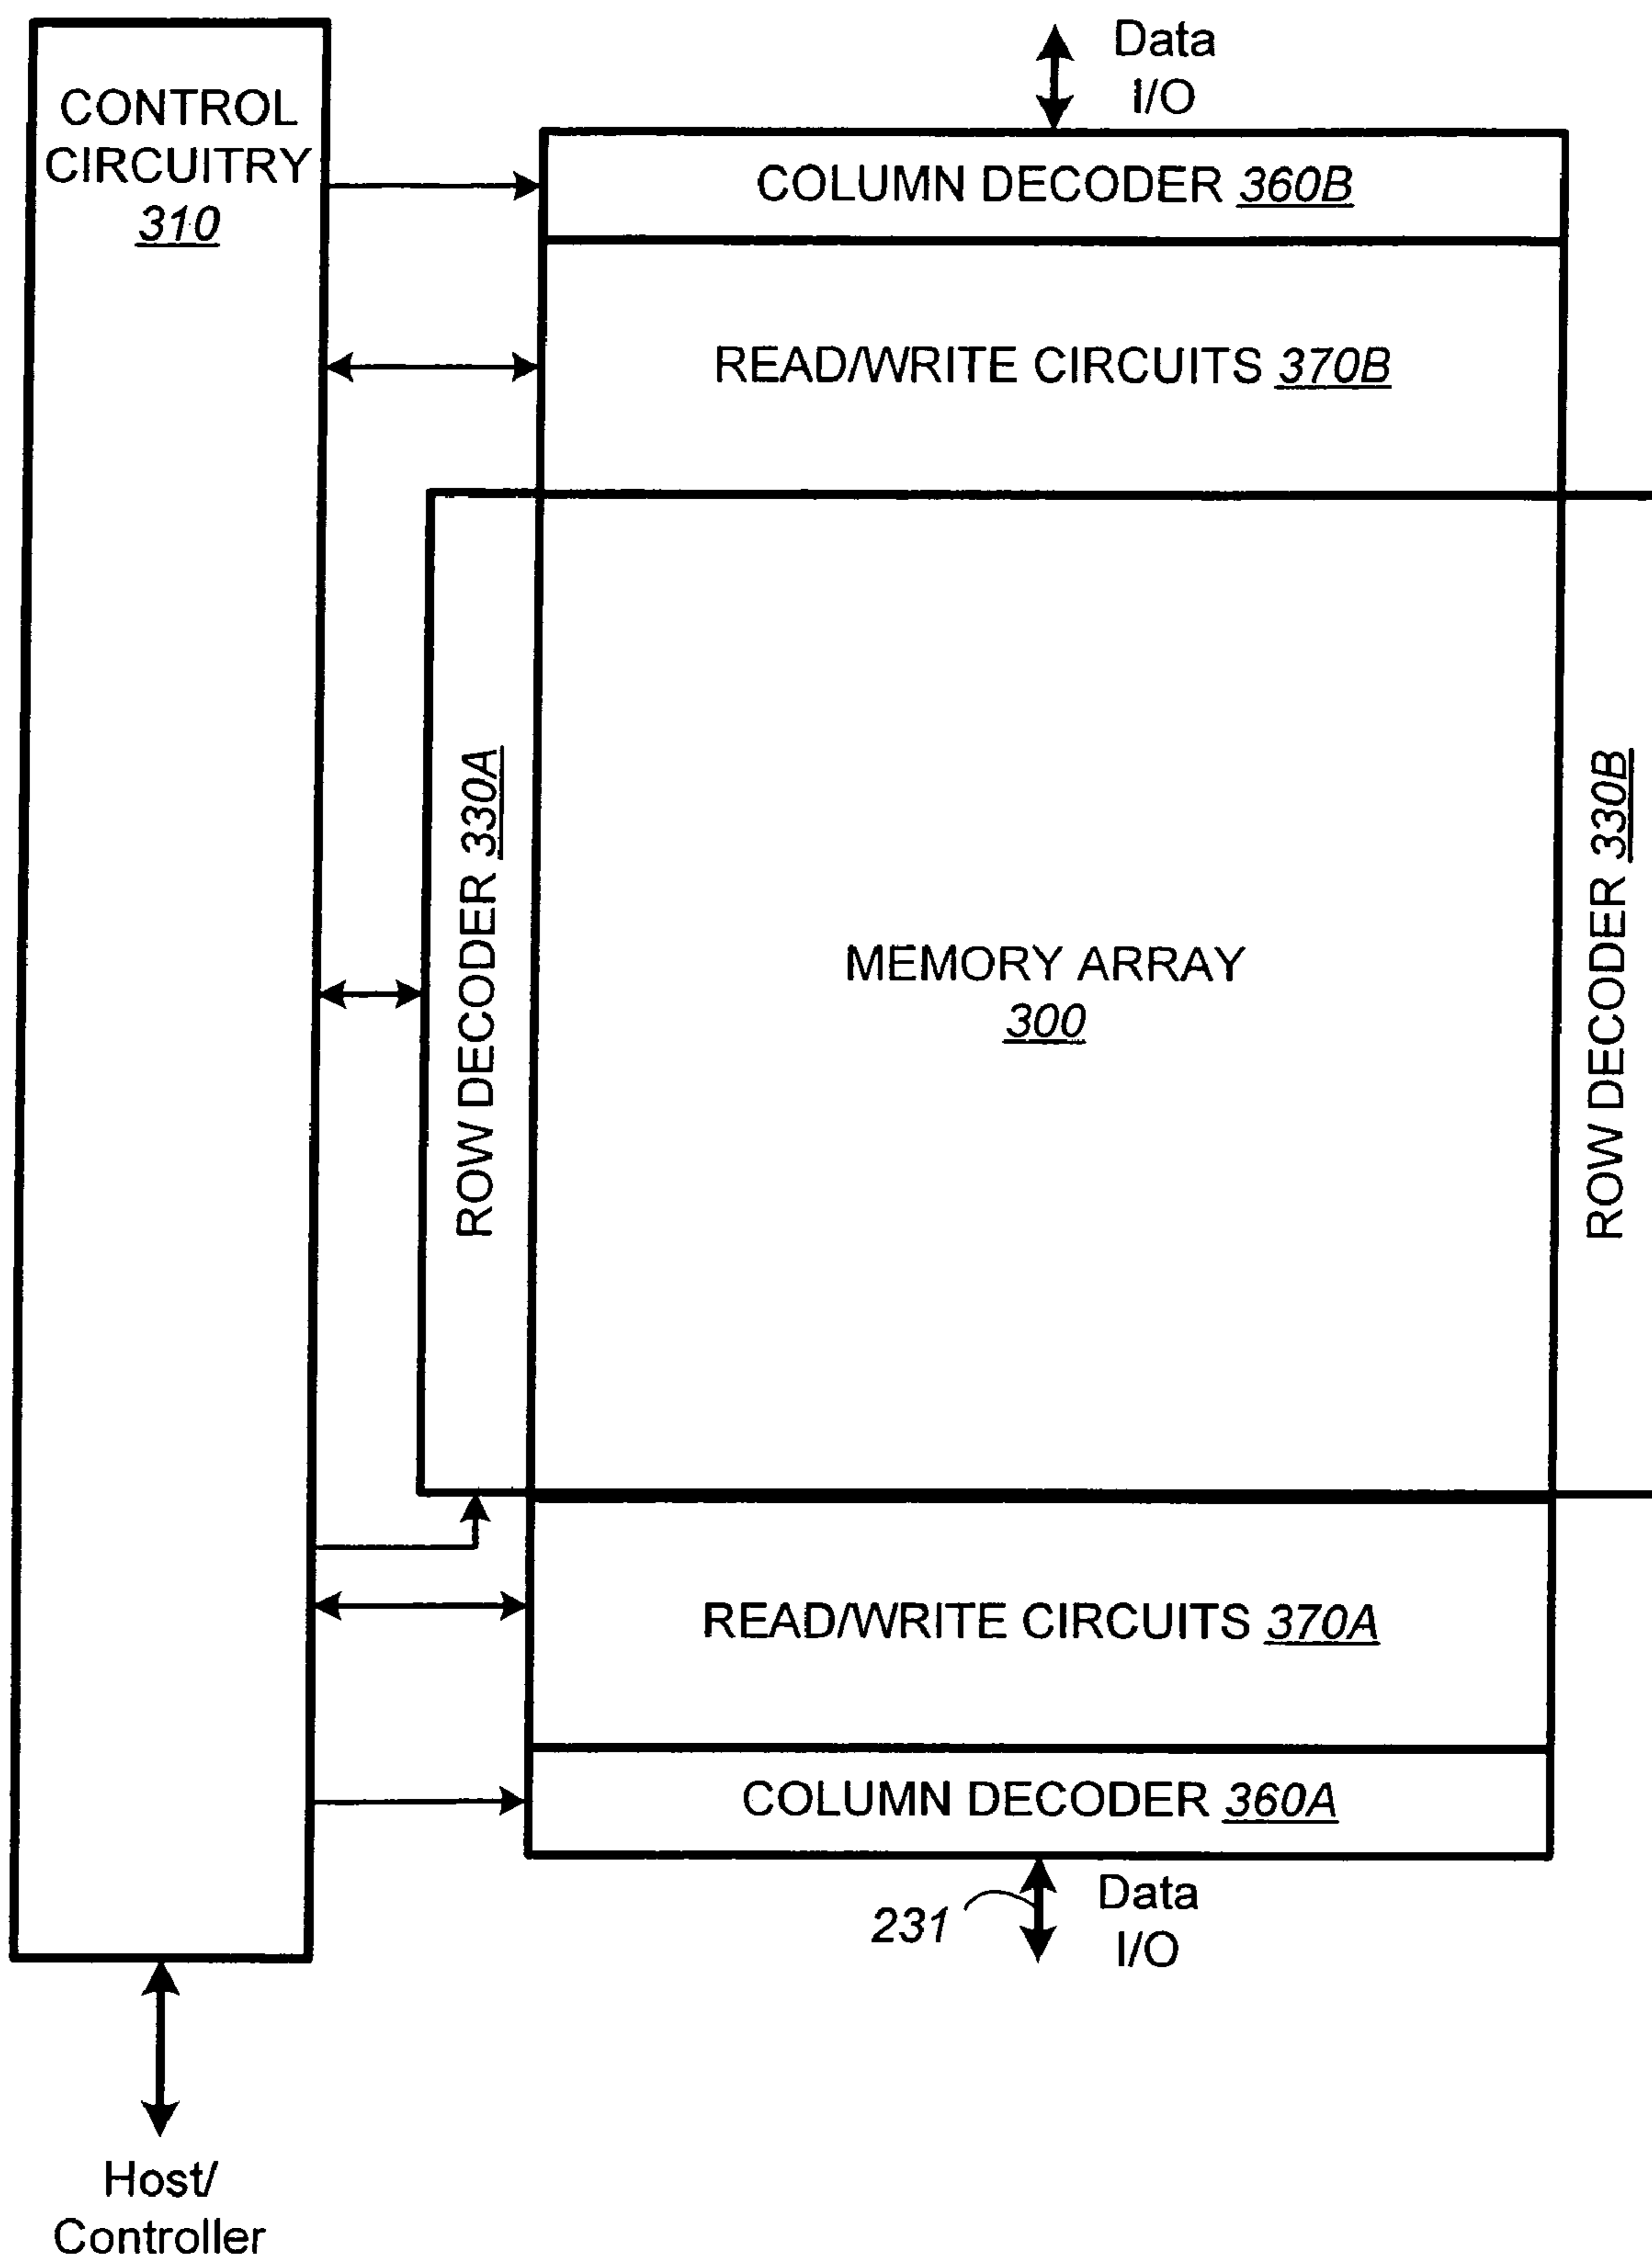 CONTROL
CIRCUITRY
310
Data
I/O
COLUMN DECODER 360B
READ/WRITE CIRCUITS 370B
ROW DECODER 330A
MEMORY ARRAY
300
ROW DECODER 330B
READ/WRITE CIRCUITS 370A
COLUMN DECODER 360A
231
Data
I/O
Host/
Controller